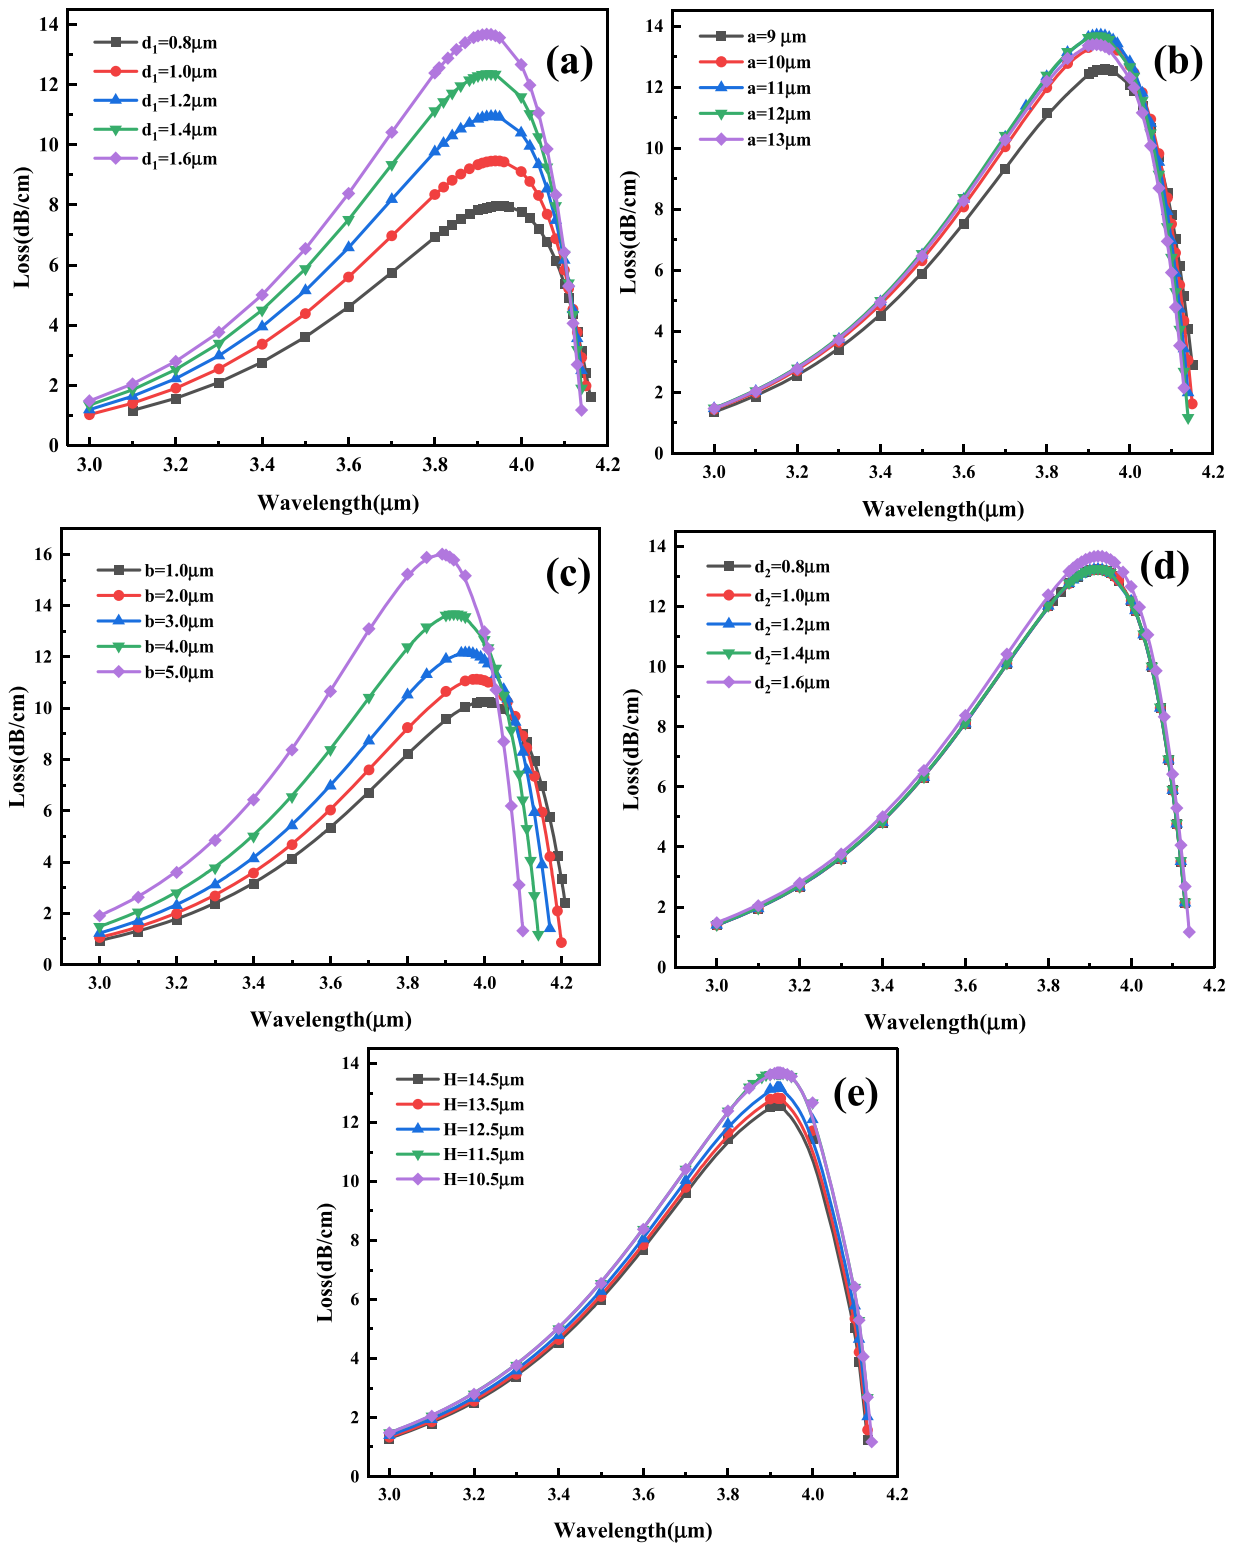 (a)
d₁=0.8μm
d₁=1.0μm
d₁=1.2μm
d₁=1.4μm
d₁=1.6μm
Loss(dB/cm)
14
12
10
8
6
4
2
0
3.0 3.2 3.4 3.6 3.8 4.0 4.2
Wavelength(μm)
(b)
a=9 μm
a=10μm
a=11μm
a=12μm
a=13μm
Loss(dB/cm)
14
12
10
8
6
4
2
0
3.0 3.2 3.4 3.6 3.8 4.0 4.2
Wavelength(μm)
(c)
b=1.0μm
b=2.0μm
b=3.0μm
b=4.0μm
b=5.0μm
Loss(dB/cm)
16
14
12
10
8
6
4
2
0
3.0 3.2 3.4 3.6 3.8 4.0 4.2
Wavelength(μm)
(d)
d₂=0.8μm
d₂=1.0μm
d₂=1.2μm
d₂=1.4μm
d₂=1.6μm
Loss(dB/cm)
14
12
10
8
6
4
2
0
3.0 3.2 3.4 3.6 3.8 4.0 4.2
Wavelength(μm)
(e)
H=14.5μm
H=13.5μm
H=12.5μm
H=11.5μm
H=10.5μm
Loss(dB/cm)
14
12
10
8
6
4
2
0
3.0 3.2 3.4 3.6 3.8 4.0 4.2
Wavelength(μm)